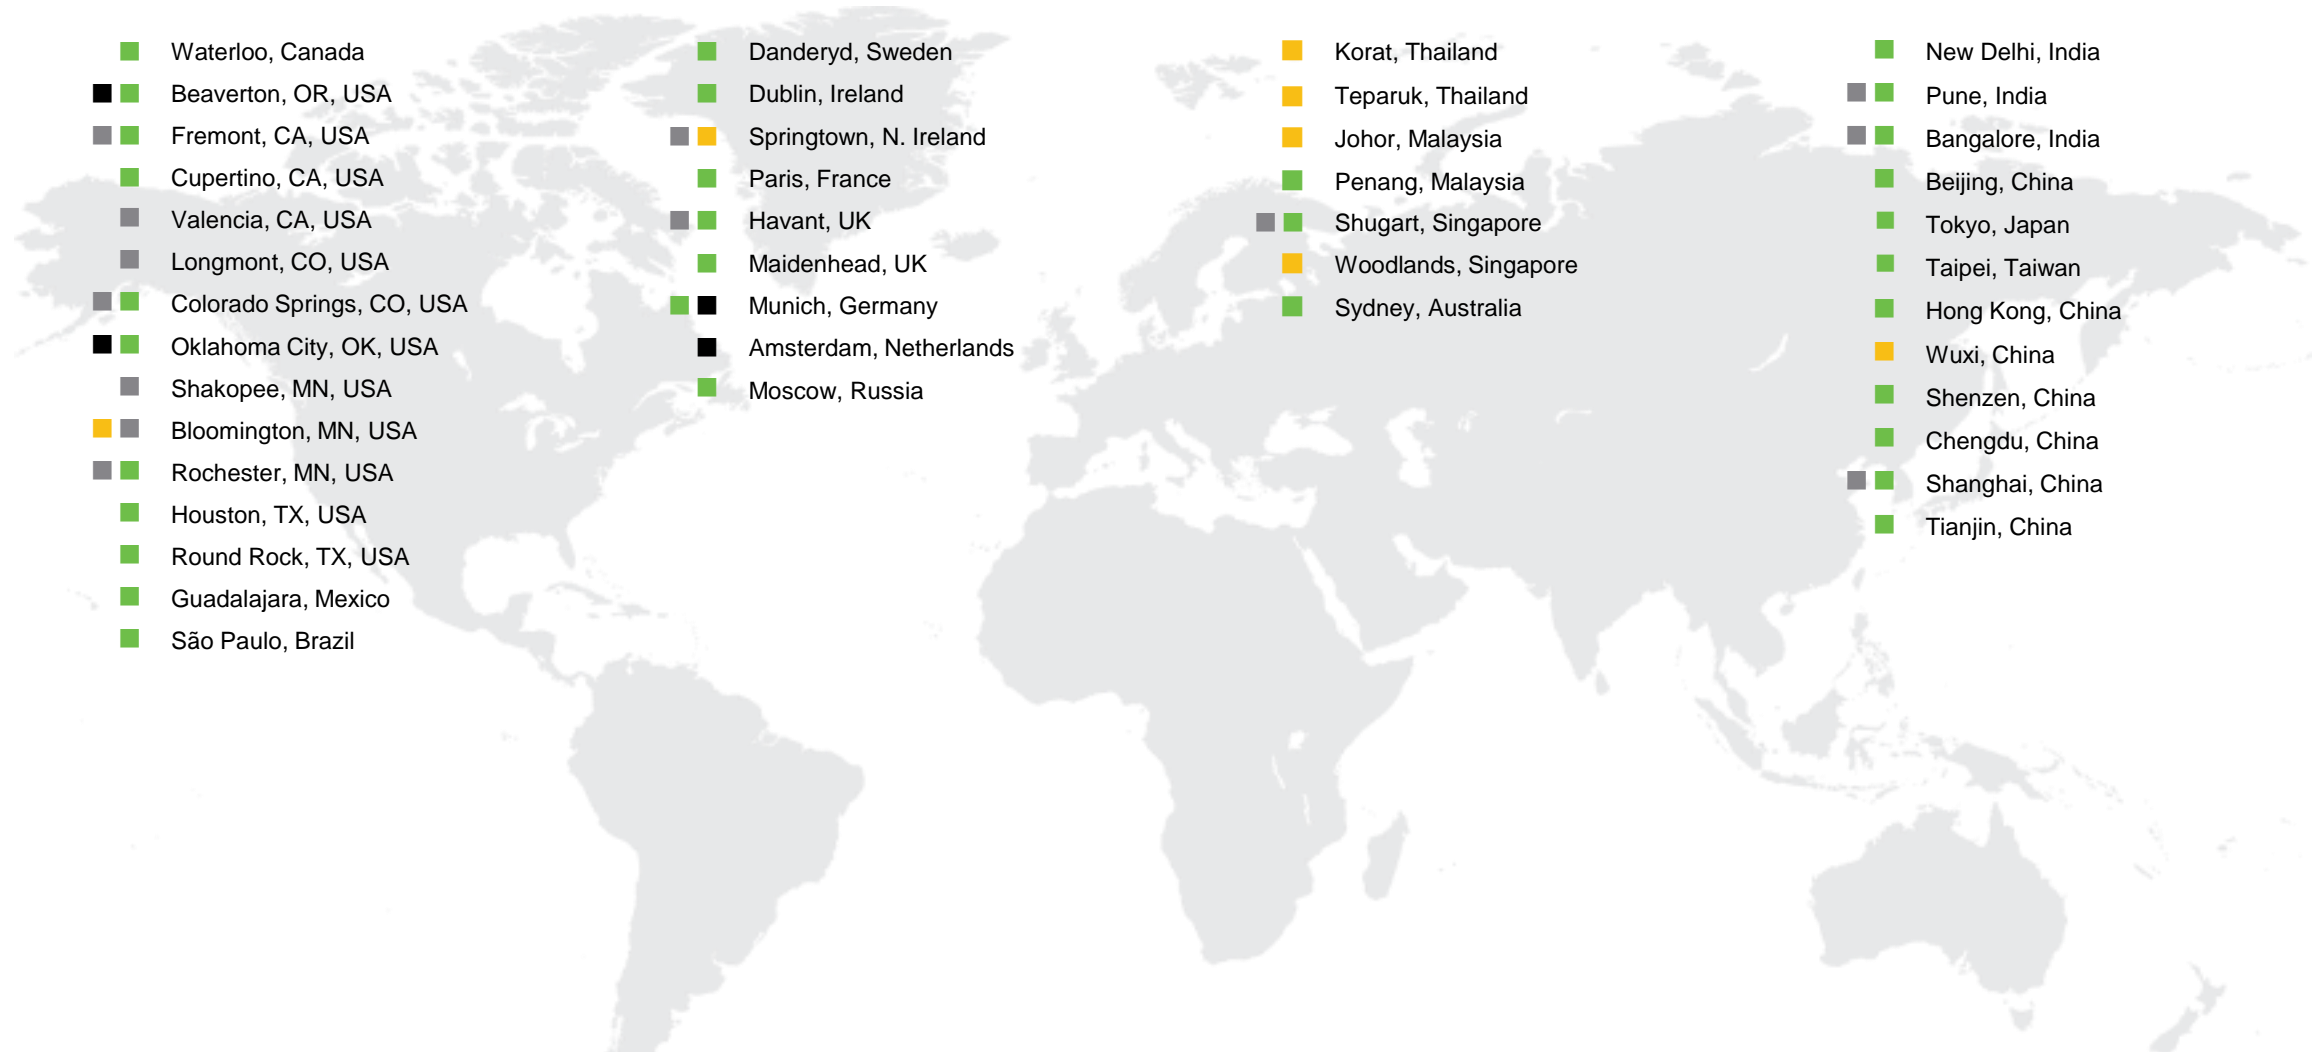 Waterloo, Canada
Beaverton, OR, USA
Fremont, CA, USA
Cupertino, CA, USA
Valencia, CA, USA
Longmont, CO, USA
Colorado Springs, CO, USA
Oklahoma City, OK, USA
Shakopee, MN, USA
Bloomington, MN, USA
Rochester, MN, USA
Houston, TX, USA
Round Rock, TX, USA
Guadalajara, Mexico
São Paulo, Brazil
Danderyd, Sweden
Dublin, Ireland
Springtown, N. Ireland
Paris, France
Havant, UK
Maidenhead, UK
Munich, Germany
Amsterdam, Netherlands
Moscow, Russia
Korat, Thailand
Teparuk, Thailand
Johor, Malaysia
Penang, Malaysia
Shugart, Singapore
Woodlands, Singapore
Sydney, Australia
New Delhi, India
Pune, India
Bangalore, India
Beijing, China
Tokyo, Japan
Taipei, Taiwan
Hong Kong, China
Wuxi, China
Shenzen, China
Chengdu, China
Shanghai, China
Tianjin, China